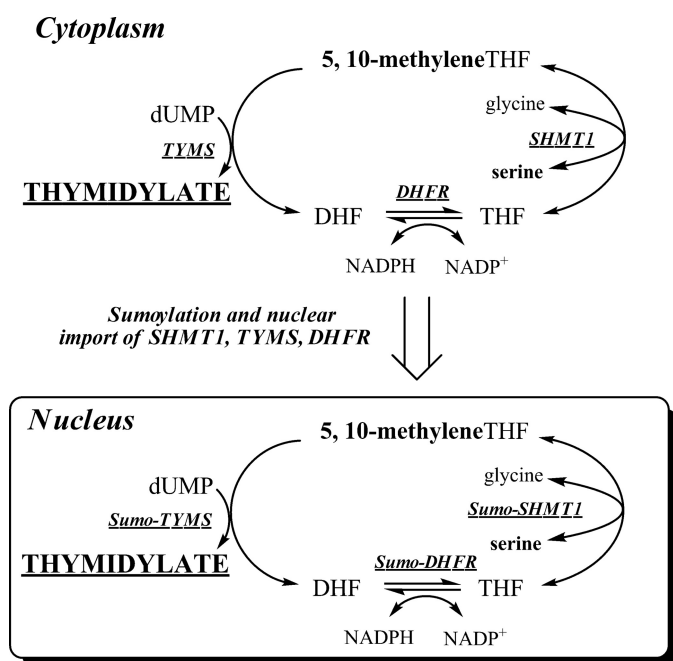 Cytoplasm
5, 10-methyleneTHF
dUMP
glycine
TYMS
SHMT1
THYMIDYLATE
serine
DHFR
DHF
THF
NADPH
NADP+
Sumoylation and nuclear
import of SHMT1, TYMS, DHFR
Nucleus
5, 10-methyleneTHF
dUMP
glycine
Sumo-TYMS
Sumo-SHMT1
THYMIDYLATE
serine
Sumo-DHFR
DHF
THF
NADPH
NADP+